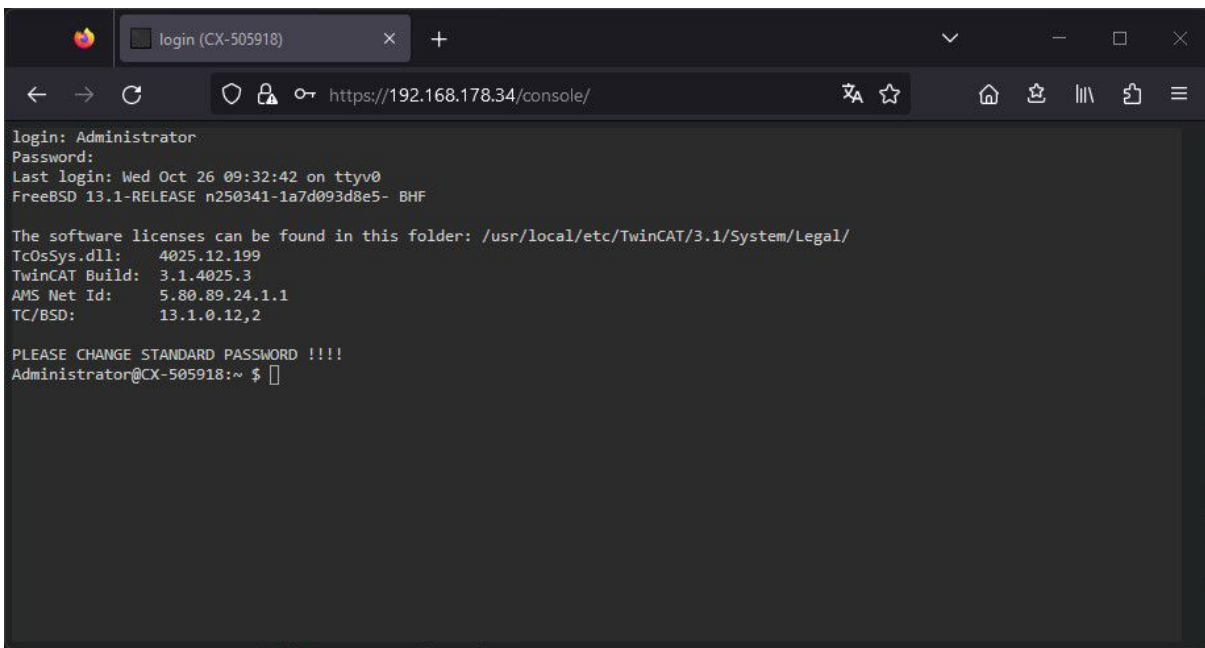 login (CX-505918)
https://192.168.178.34/console/
login: Administrator
Password:
Last login: Wed Oct 26 09:32:42 on ttyv0
FreeBSD 13.1-RELEASE n250341-1a7d093d8e5- BHF
The software licenses can be found in this folder: /usr/local/etc/TwinCAT/3.1/System/Legal/
TcOsSys.dll: 4025.12.199
TwinCAT Build: 3.1.4025.3
AMS Net Id: 5.80.89.24.1.1
TC/BSD: 13.1.0.12,2
PLEASE CHANGE STANDARD PASSWORD !!!!
Administrator@CX-505918:~ $